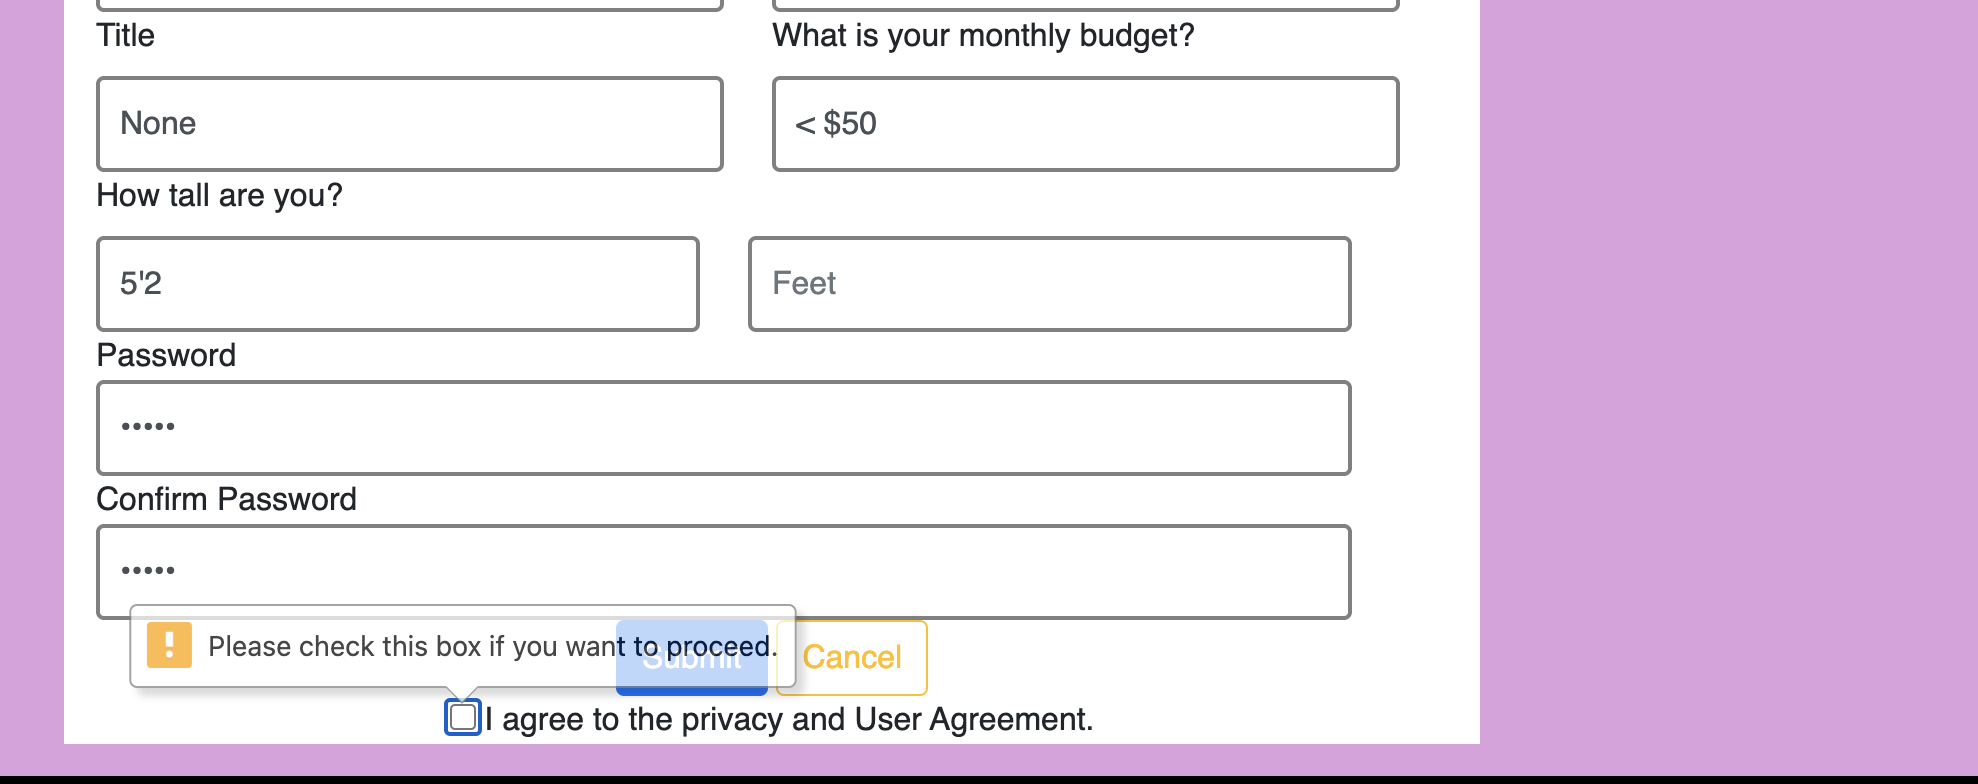 Title
What is your monthly budget?
None
< $50
How tall are you?
5'2
Feet
Password
•••••
Confirm Password
•••••
Please check this box if you want to proceed.
Submit
Cancel
I agree to the privacy and User Agreement.